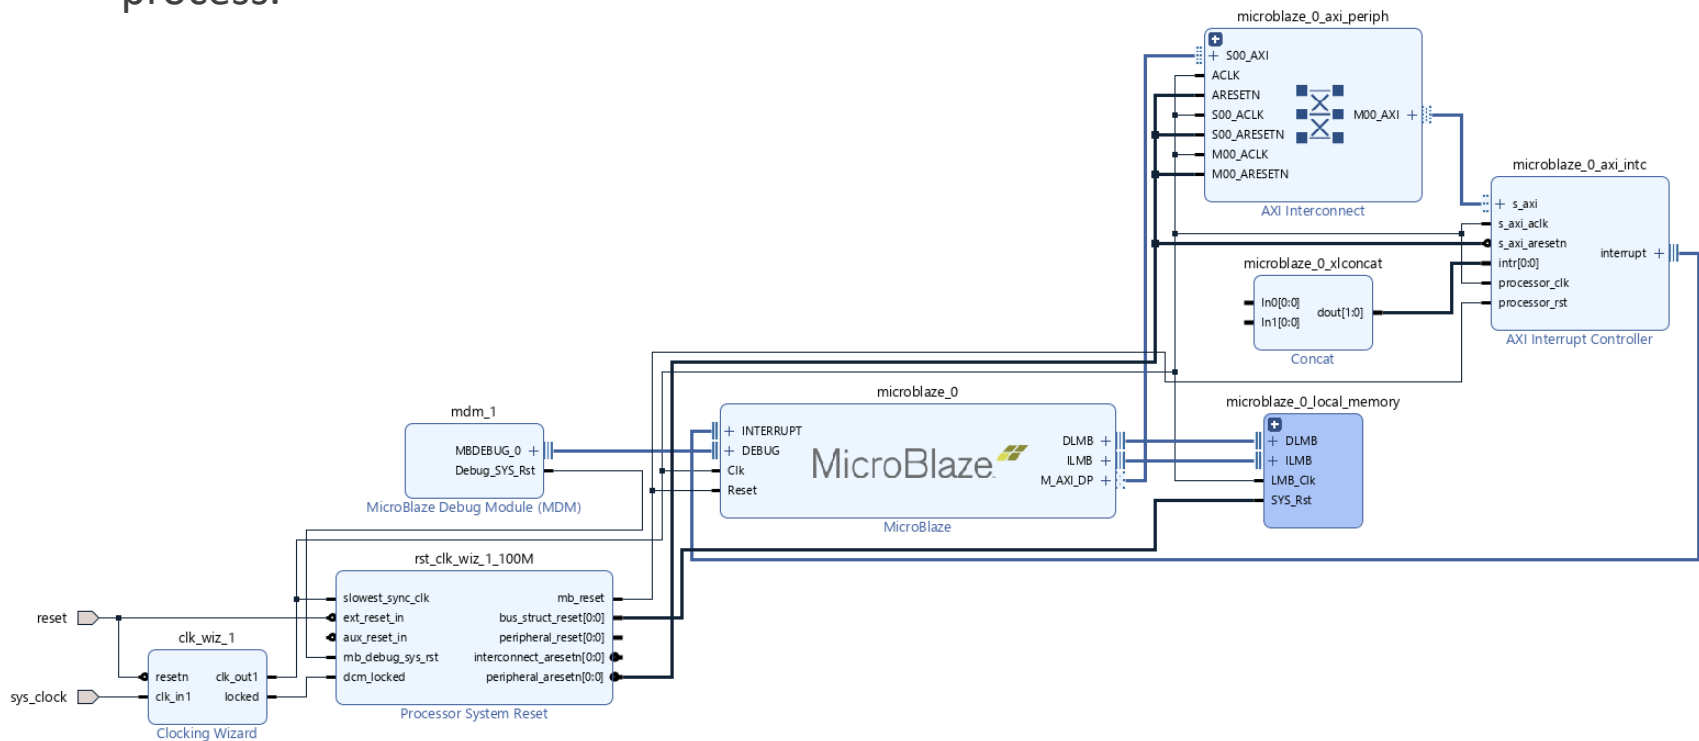 process.
microblaze_0_axi_periph
S00_AXI
ACLK
ARESETN
S00_ACLK
S00_ARESETN
M00_ACLK
M00_ARESETN
M00_AXI
AXI Interconnect
microblaze_0_axi_intc
s_axi
s_axi_aclk
s_axi_aresetn
intr[0:0]
processor_clk
processor_rst
interrupt
AXI Interrupt Controller
microblaze_0_xlconcat
In0[0:0]
In1[0:0]
dout[1:0]
Concat
microblaze_0
INTERRUPT
DEBUG
Clk
Reset
MicroBlaze
DLMB
ILMB
M_AXI_DP
MicroBlaze
microblaze_0_local_memory
DLMB
ILMB
LMB_Clk
SYS_Rst
mdm_1
MBDEBUG_0
Debug_SYS_Rst
MicroBlaze Debug Module (MDM)
rst_clk_wiz_1_100M
slowest_sync_clk
ext_reset_in
aux_reset_in
mb_debug_sys_rst
dcm_locked
mb_reset
bus_struct_reset[0:0]
peripheral_reset[0:0]
interconnect_aresetn[0:0]
peripheral_aresetn[0:0]
Processor System Reset
reset
sys_clock
clk_wiz_1
resetn
clk_in1
clk_out1
locked
Clocking Wizard